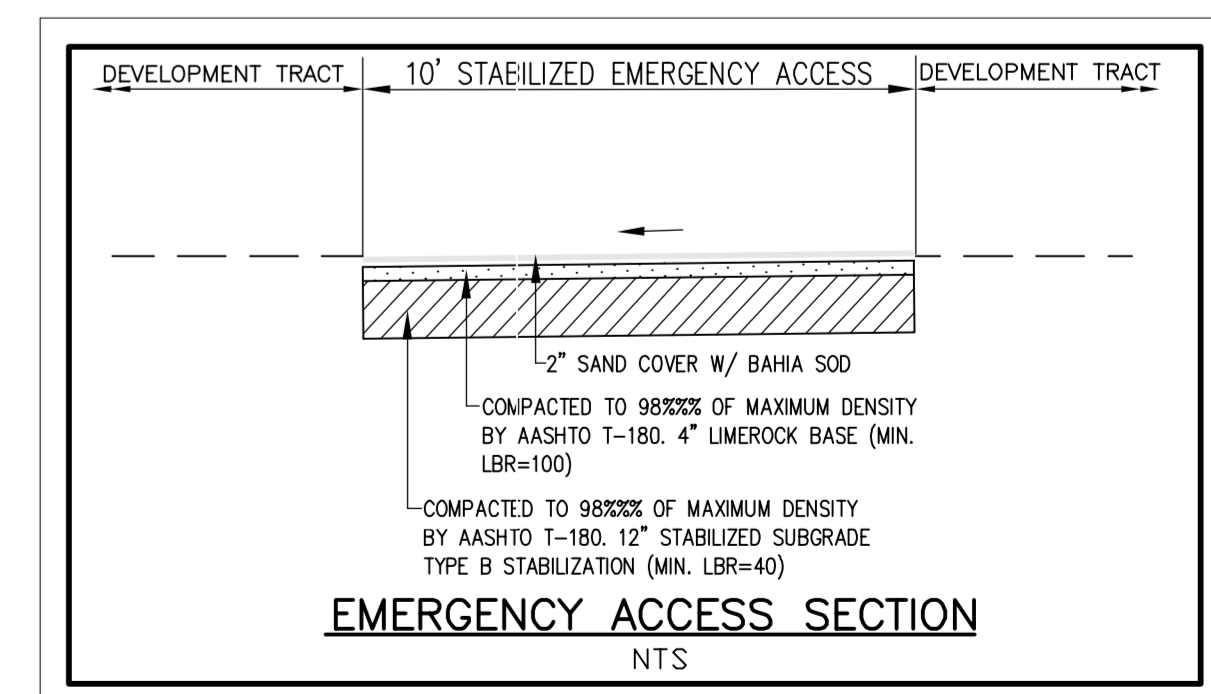 DEVELOPMENT TRACT
10' STABILIZED EMERGENCY ACCESS
DEVELOPMENT TRACT
2" SAND COVER W/ BAHIA SOD
COMPACTED TO 98%%% OF MAXIMUM DENSITY
BY AASHTO T-180. 4" LIMEROCK BASE (MIN.
LBR=100)
COMPACTED TO 98%%% OF MAXIMUM DENSITY
BY AASHTO T-180. 12" STABILIZED SUBGRADE
TYPE B STABILIZATION (MIN. LBR=40)
EMERGENCY ACCESS SECTION
NTS